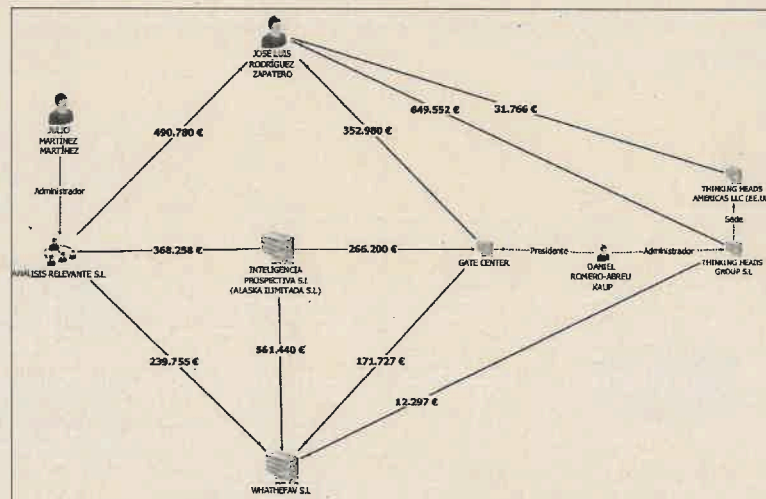 JOSE LUIS
RODRÍGUEZ
ZAPATERO
JULIO
MARTÍNEZ
MARTÍNEZ
490.780 €
352.980 €
649.552 €
31.766 €
Administrador
THINKING HEADS
AMERICAS LLC (EE.UU
Sede
368.258 €
266.200 €
Presidente
Administrador
ANÁLISIS RELEVANTE S.L
INTELIGENCIA
PROSPECTIVA S.L
(ALASKA ILIMITADA S.L)
GATE CENTER
DANIEL
ROMERO-ABREU
KAUP
THINKING HEADS
GROUP S.L
239.755 €
561.440 €
171.727 €
12.297 €
WHATHEFAV S.L